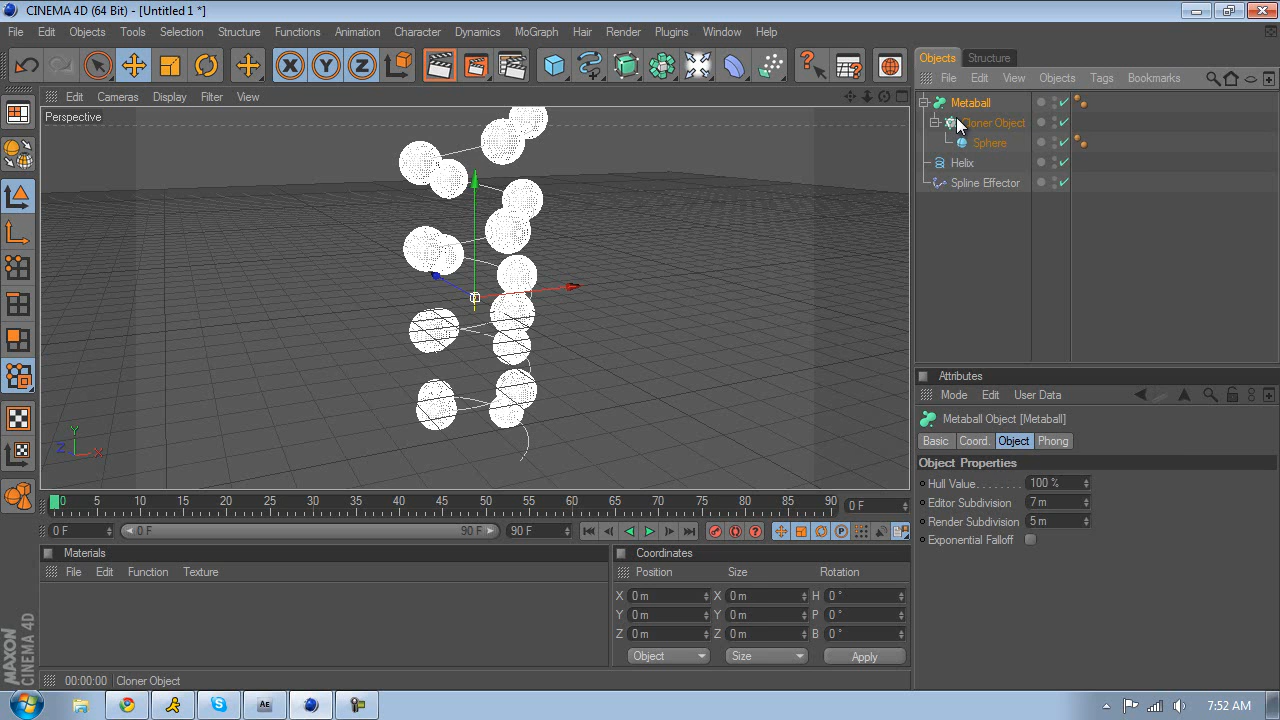 CINEMA 4D (64 Bit) - [Untitled 1 *]
File Edit Objects Tools Selection Structure Functions Animation Character Dynamics MoGraph Hair Render Plugins Window Help
Objects Structure
File Edit View Objects Tags Bookmarks
Edit Cameras Display Filter View
Perspective
Metaball
Cloner Object
Sphere
Helix
Spline Effector
Attributes
Mode Edit User Data
Metaball Object [Metaball]
Basic Coord. Object Phong
Object Properties
Hull Value 100 %
Editor Subdivision 7 m
Render Subdivision 5 m
Exponential Falloff
Y
Z X
0 5 10 15 20 25 30 35 40 45 50 55 60 65 70 75 80 85 90 0 F
0 F 0 F 90 F 90 F
Materials
File Edit Function Texture
Coordinates
Position Size Rotation
X 0 m X 0 m H 0 °
Y 0 m Y 0 m P 0 °
Z 0 m Z 0 m B 0 °
Object Size Apply
MAXON
CINEMA 4D
00:00:00 Cloner Object
7:52 AM